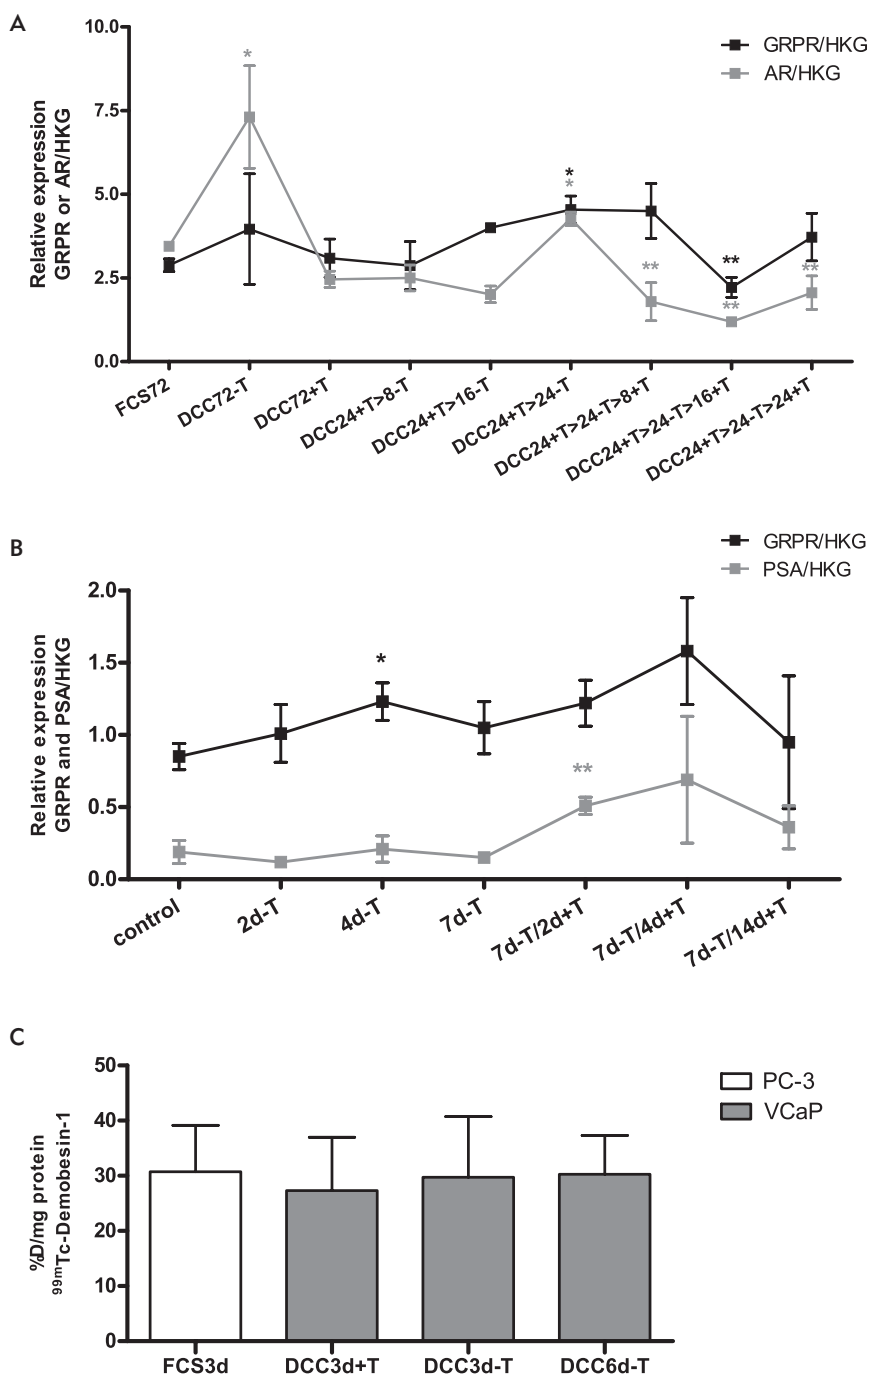 A
GRPR/HKG
AR/HKG
Relative expression
GRPR or AR/HKG
10.0
7.5
5.0
2.5
0.0
*
*
*
**
**
**
**
FCS72
DCC72-T
DCC72+T
DCC24+T>8-T
DCC24+T>16-T
DCC24+T>24-T
DCC24+T>24-T>8+T
DCC24+T>24-T>16+T
DCC24+T>24-T>24+T
B
GRPR/HKG
PSA/HKG
Relative expression
GRPR and PSA/HKG
2.0
1.5
1.0
0.5
0.0
*
**
control
2d-T
4d-T
7d-T
7d-T/2d+T
7d-T/4d+T
7d-T/14d+T
C
PC-3
VCaP
%D/mg protein
99mTc-Demobesin-1
50
40
30
20
10
0
FCS3d
DCC3d+T
DCC3d-T
DCC6d-T